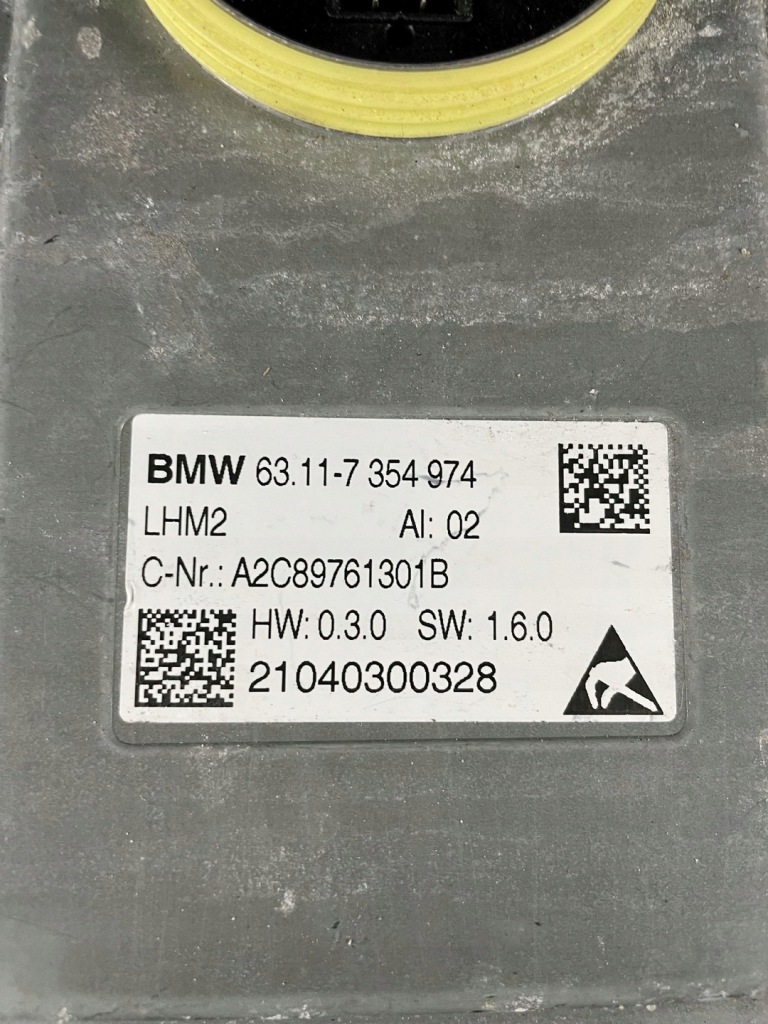 BMW 63.11-7 354 974
LHM2 AI: 02
C-Nr.: A2C89761301B
HW: 0.3.0 SW: 1.6.0
21040300328